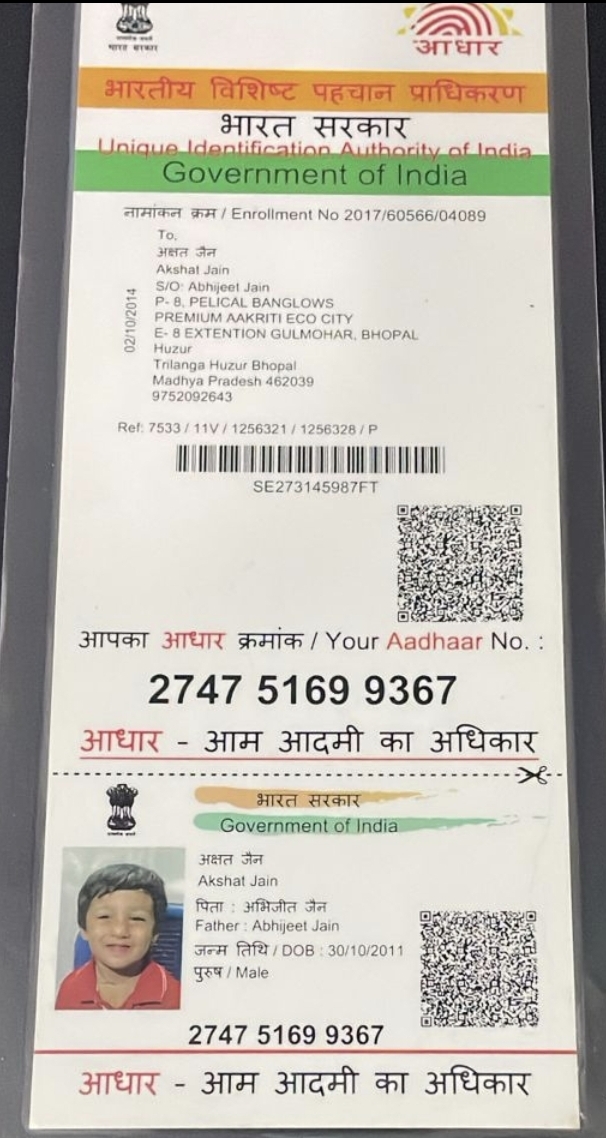 भारत सरकार
आधार
भारतीय विशिष्ट पहचान प्राधिकरण
भारत सरकार
Unique Identification Authority of India
Government of India
नामांकन क्रम / Enrollment No 2017/60566/04089
To,
अक्षत जैन
Akshat Jain
S/O: Abhijeet Jain
P- 8, PELICAL BANGLOWS
PREMIUM AAKRITI ECO CITY
E- 8 EXTENTION GULMOHAR, BHOPAL
Huzur
Trilanga Huzur Bhopal
Madhya Pradesh 462039
9752092643
02/10/2014
Ref: 7533 / 11V / 1256321 / 1256328 / P
SE273145987FT
आपका आधार क्रमांक / Your Aadhaar No. :
2747 5169 9367
आधार - आम आदमी का अधिकार
भारत सरकार
Government of India
अक्षत जैन
Akshat Jain
पिता : अभिजीत जैन
Father : Abhijeet Jain
जन्म तिथि / DOB : 30/10/2011
पुरुष / Male
2747 5169 9367
आधार - आम आदमी का अधिकार